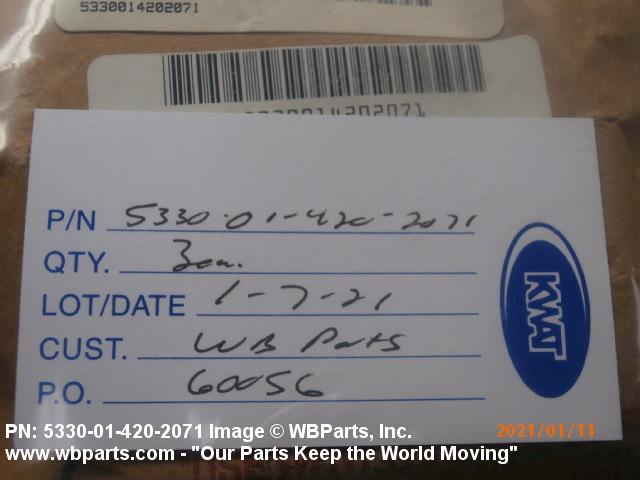 5330014202071
5330014202071
P/N 5330-01-420-2071
QTY. 3ea.
LOT/DATE 1-7-21
CUST. WB Parts
P.O. 60056
KWAT
PN: 5330-01-420-2071 Image © WBParts, Inc.
2021/01/11
www.wbparts.com - "Our Parts Keep the World Moving"